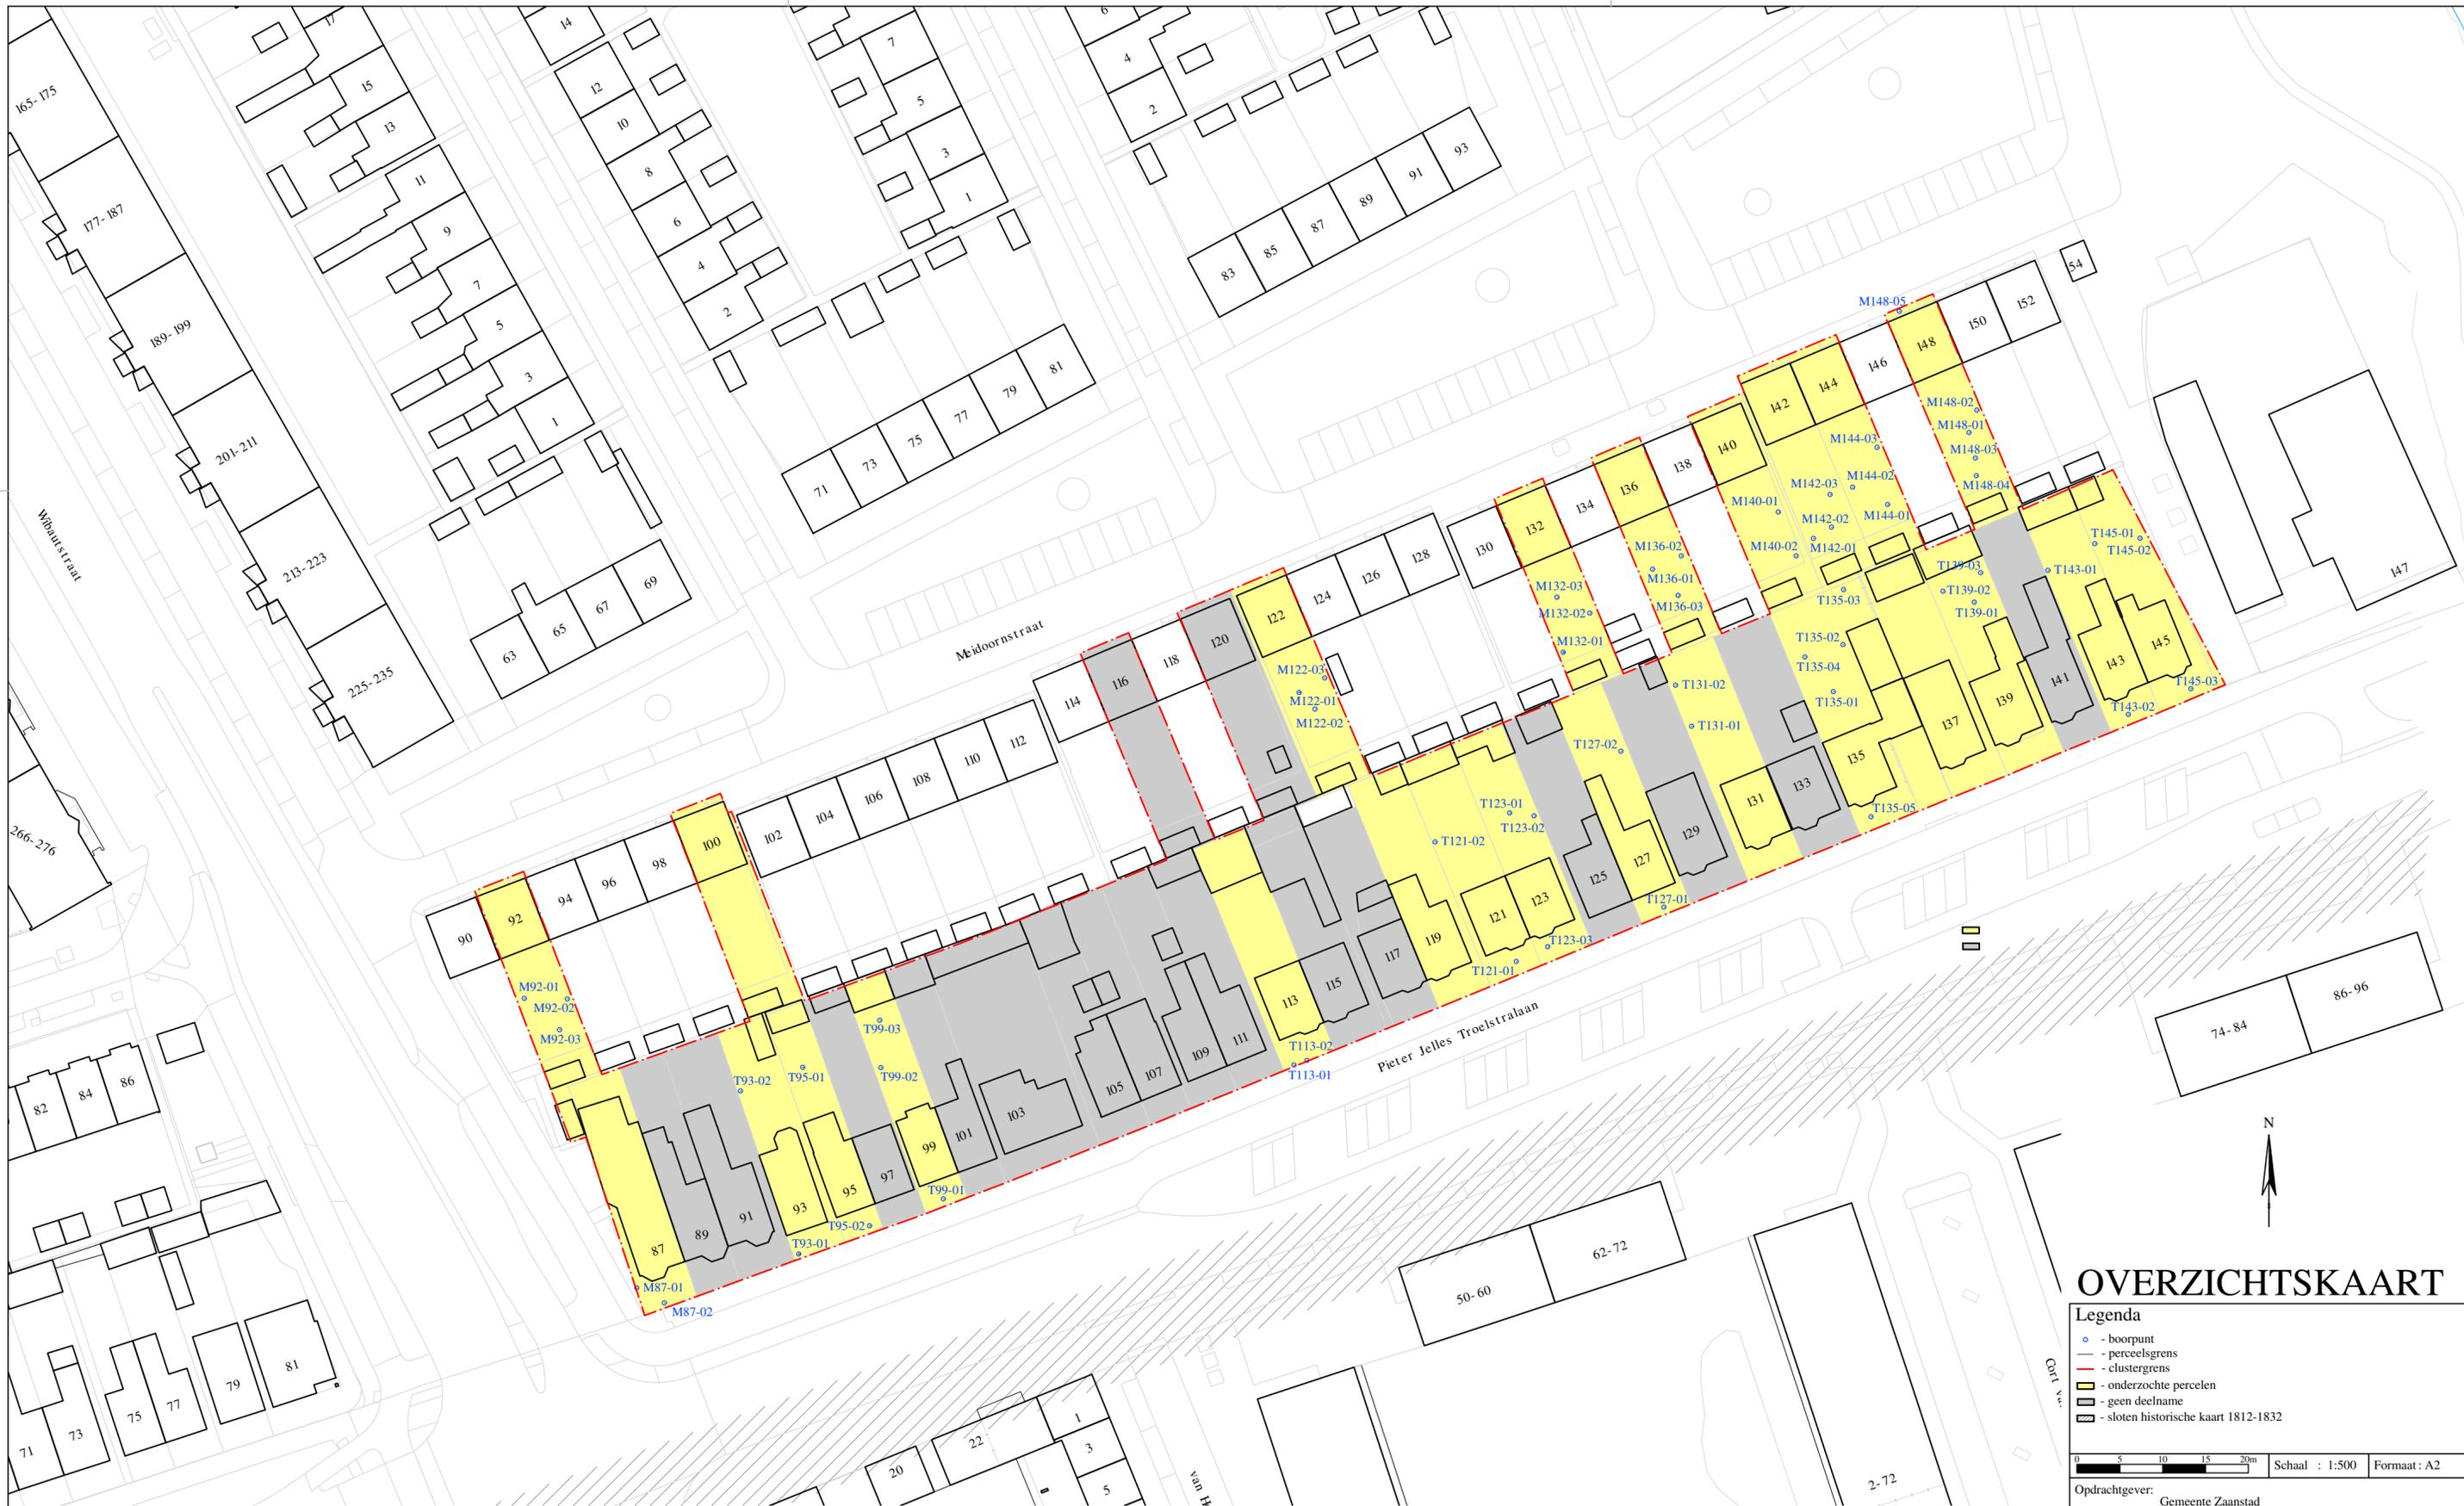 165-175
177-187
189-199
201-211
213-223
225-235
266-276
Wibautstraat
17
15
13
11
9
7
5
3
1
14
12
10
8
6
4
2
7
5
3
1
6
4
2
83
85
87
89
91
93
71
73
75
77
79
81
63
65
67
69
Meidoornstraat
54
90
92
94
96
98
100
102
104
106
108
110
112
114
116
118
120
122
124
126
128
130
132
134
136
138
140
142
144
146
148
150
152
M148-05
M148-02
M148-01
M148-03
M148-04
M144-03
M144-02
M144-01
M142-03
M142-02
M142-01
M140-01
M140-02
M136-02
M136-01
M136-03
M132-03
M132-02
M132-01
M122-03
M122-01
M122-02
M92-01
M92-02
M92-03
T145-01
T145-02
T145-03
T143-01
T143-02
T139-03
T139-02
T139-01
T135-03
T135-02
T135-04
T135-01
T135-05
T131-02
T131-01
T127-02
T127-01
T123-01
T123-02
T123-03
T121-02
T121-01
T113-02
T113-01
T99-03
T99-02
T99-01
T95-01
T95-02
T93-02
T93-01
M87-01
M87-02
87
89
91
93
95
97
99
101
103
105
107
109
111
113
115
117
119
121
123
125
127
129
131
133
135
137
139
141
143
145
147
Pieter Jelles Troelstralaan
82
84
86
71
73
75
77
79
81
20
22
1
3
5
50-60
62-72
74-84
86-96
2-72
van H
Cort
N
OVERZICHTSKAART
Legenda
- boorpunt
- perceelsgrens
- clustergrens
- onderzochte percelen
- geen deelname
- sloten historische kaart 1812-1832
0 5 10 15 20m
Schaal : 1:500 Formaat : A2
Opdrachtgever:
Gemeente Zaanstad